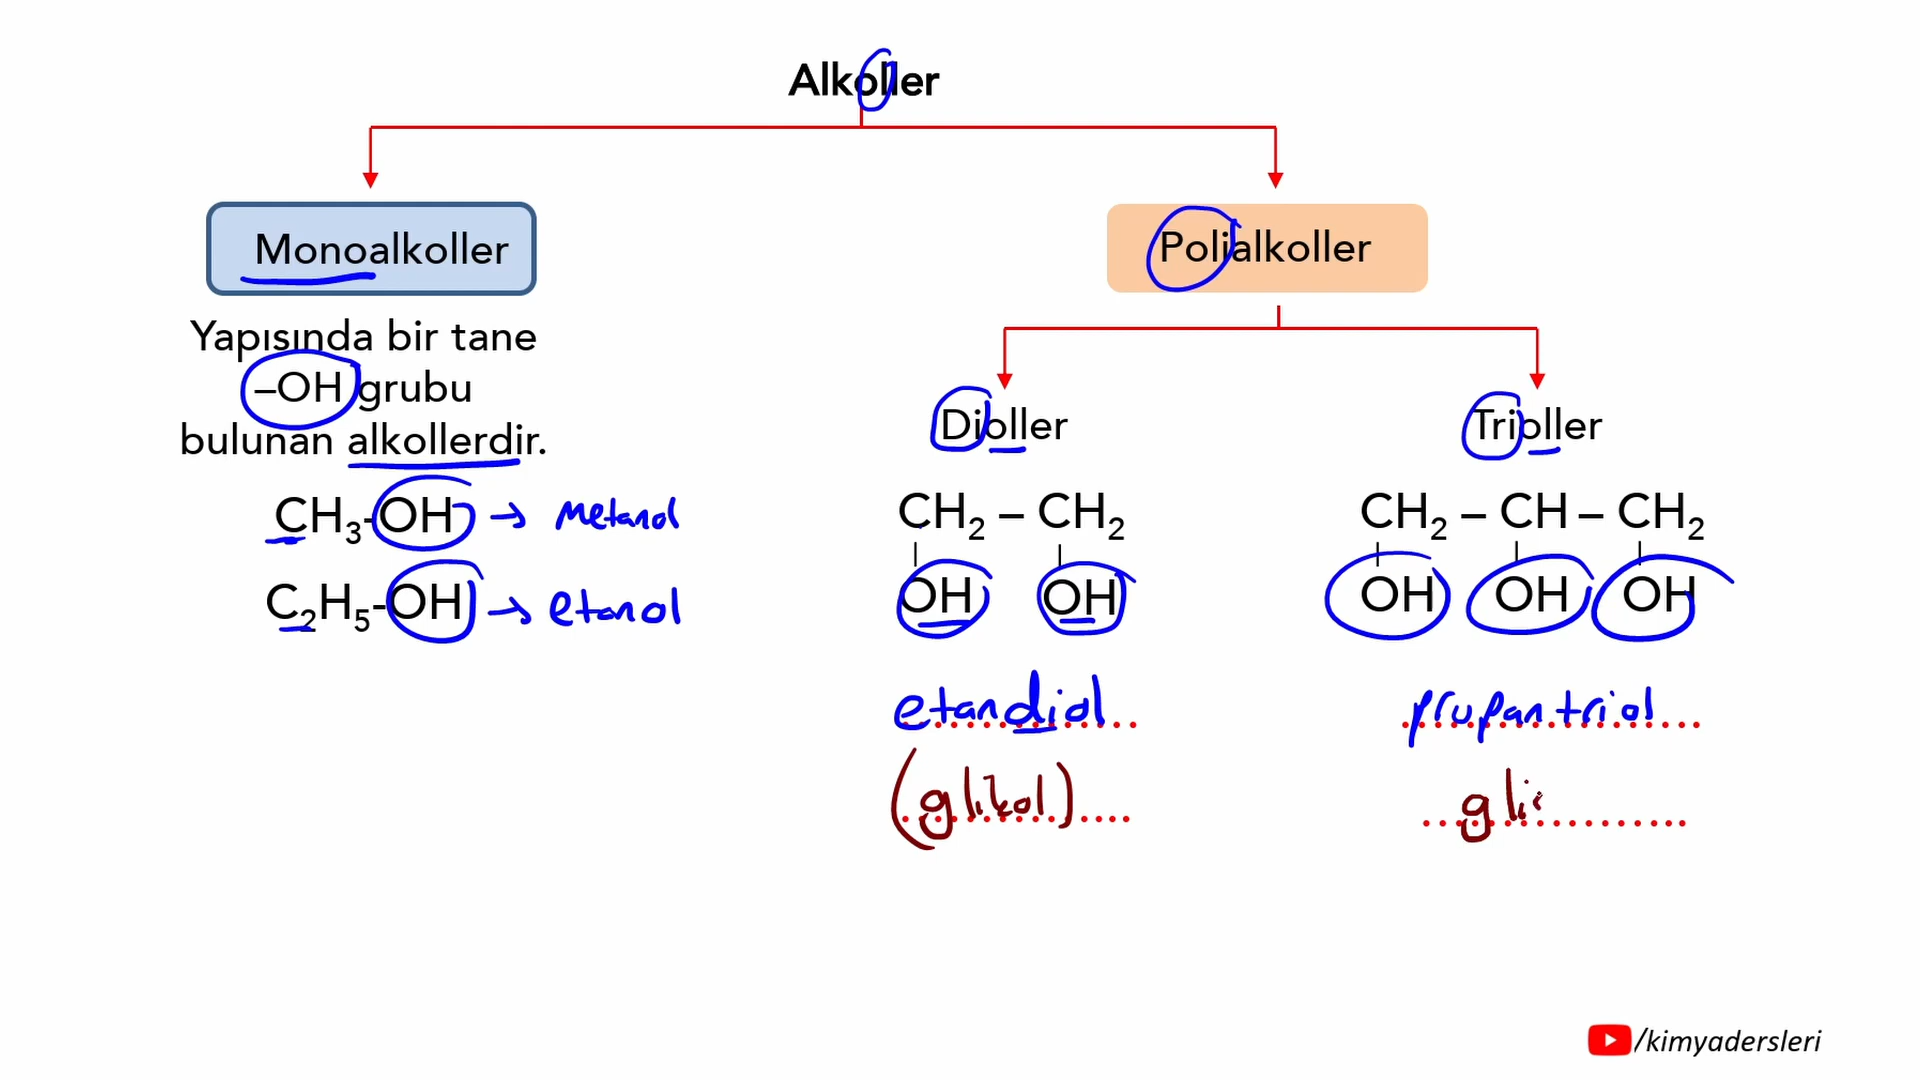 Alkoller
Monoalkoller
Polialkoller
Yapısında bir tane
–OH grubu
bulunan alkollerdir.
CH₃-OH → Metanol
C₂H₅-OH → etanol
Dioller
CH₂ – CH₂
OH OH
etandiol
(glikol)
Trioller
CH₂ – CH – CH₂
OH OH OH
propantriol
gli
/kimyadersleri